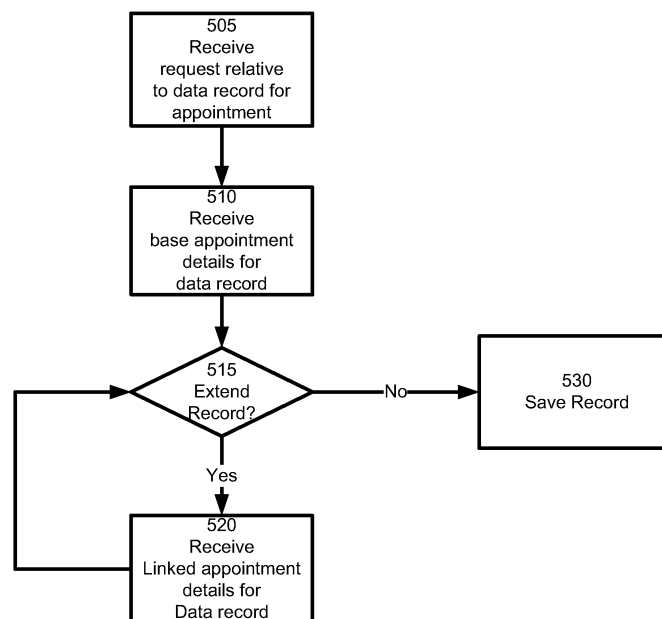 505
Receive
request relative
to data record for
appointment
510
Receive
base appointment
details for
data record
515
Extend
Record?
No
530
Save Record
Yes
520
Receive
Linked appointment
details for
Data record